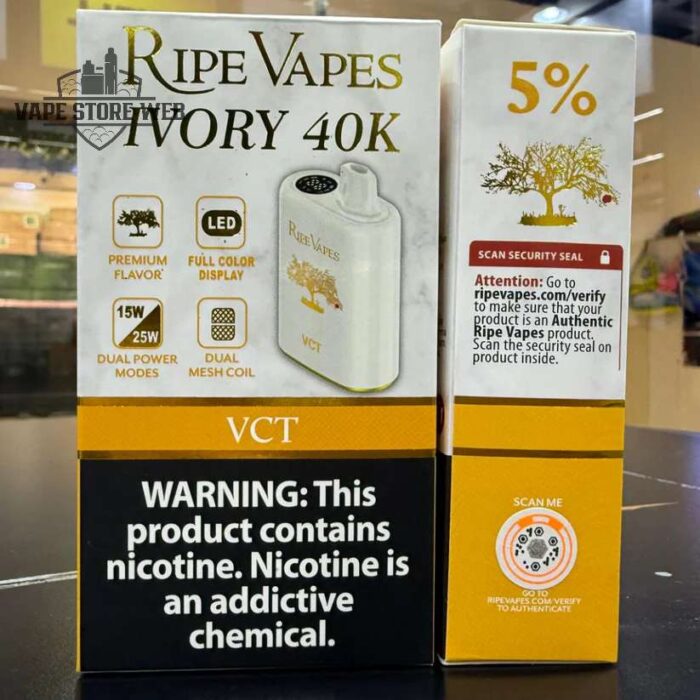 RIPE VAPES
IVORY 40K
VAPE STORE WEB
PREMIUM
FLAVOR
LED
FULL COLOR
DISPLAY
15W
25W
DUAL POWER
MODES
DUAL
MESH COIL
RIPE VAPES
VCT
VCT
WARNING: This
product contains
nicotine. Nicotine is
an addictive
chemical.
5%
SCAN SECURITY SEAL
Attention: Go to
ripevapes.com/verify
to make sure that your
product is an Authentic
Ripe Vapes product.
Scan the security seal on
product inside.
SCAN ME
GO TO
RIPEVAPES.COM/VERIFY
TO AUTHENTICATE